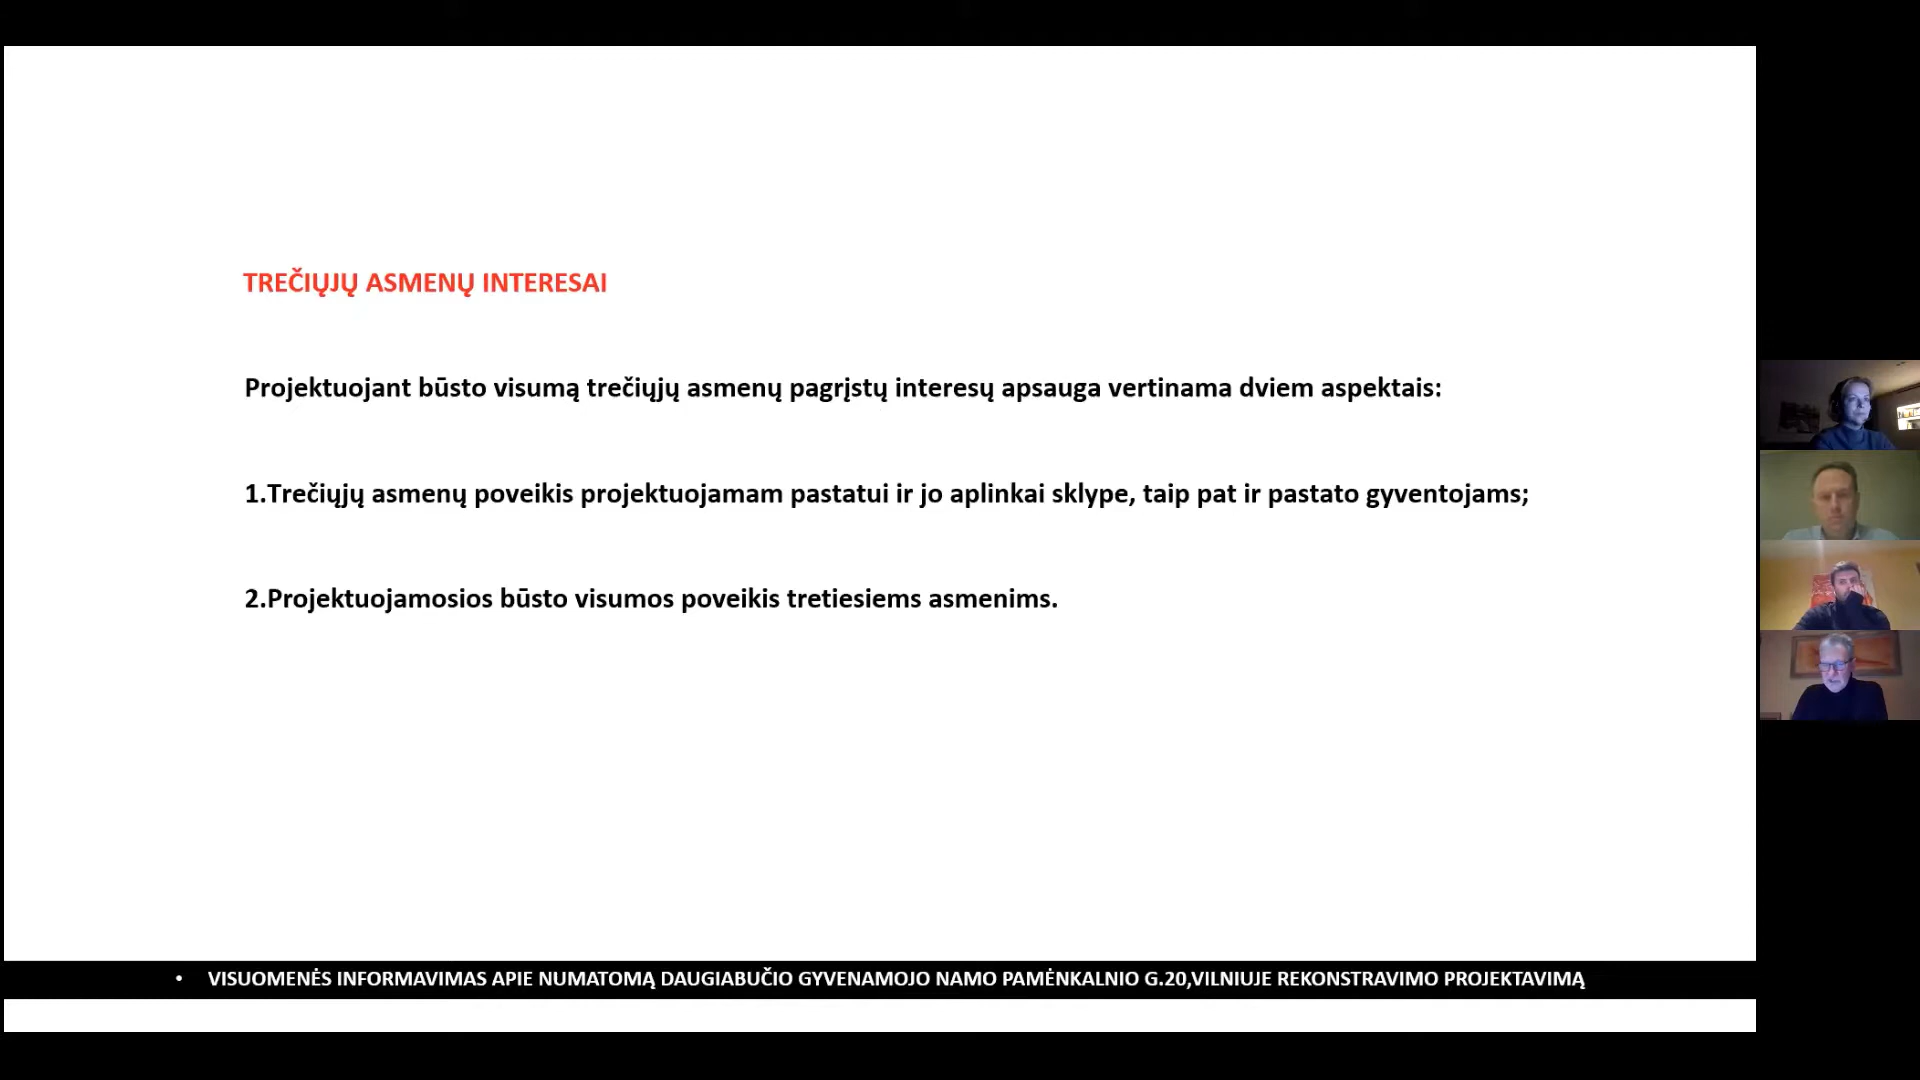 TREČIŲJŲ ASMENŲ INTERESAI
Projektuojant būsto visumą trečiųjų asmenų pagrįstų interesų apsauga vertinama dviem aspektais:
1.Trečiųjų asmenų poveikis projektuojamam pastatui ir jo aplinkai sklype, taip pat ir pastato gyventojams;
2.Projektuojamosios būsto visumos poveikis tretiesiems asmenims.
• VISUOMENĖS INFORMAVIMAS APIE NUMATOMĄ DAUGIABUČIO GYVENAMOJO NAMO PAMĖNKALNIO G.20,VILNIUJE REKONSTRAVIMO PROJEKTAVIMĄ